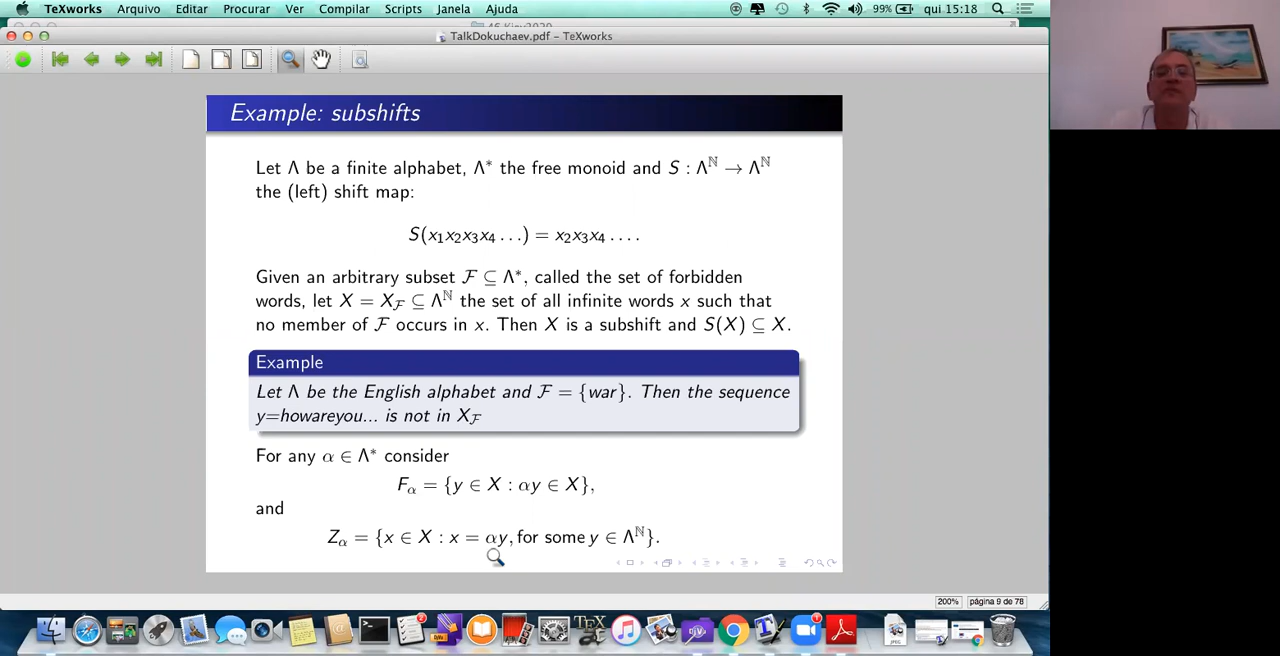 TeXworks Arquivo Editar Procurar Ver Compilar Scripts Janela Ajuda 99% qui 15:18
TalkDokuchaev.pdf – TeXworks
Example: subshifts
Let Λ be a finite alphabet, Λ* the free monoid and S : Λ^ℕ → Λ^ℕ
the (left) shift map:
S(x₁x₂x₃x₄ . . .) = x₂x₃x₄ . . . .
Given an arbitrary subset ℱ ⊆ Λ*, called the set of forbidden
words, let X = X_ℱ ⊆ Λ^ℕ the set of all infinite words x such that
no member of ℱ occurs in x. Then X is a subshift and S(X) ⊆ X.
Example
Let Λ be the English alphabet and ℱ = {war}. Then the sequence
y=howareyou... is not in X_ℱ
For any α ∈ Λ* consider
F_α = {y ∈ X : αy ∈ X},
and
Z_α = {x ∈ X : x = αy, for some y ∈ Λ^ℕ}.
200% página 9 de 78